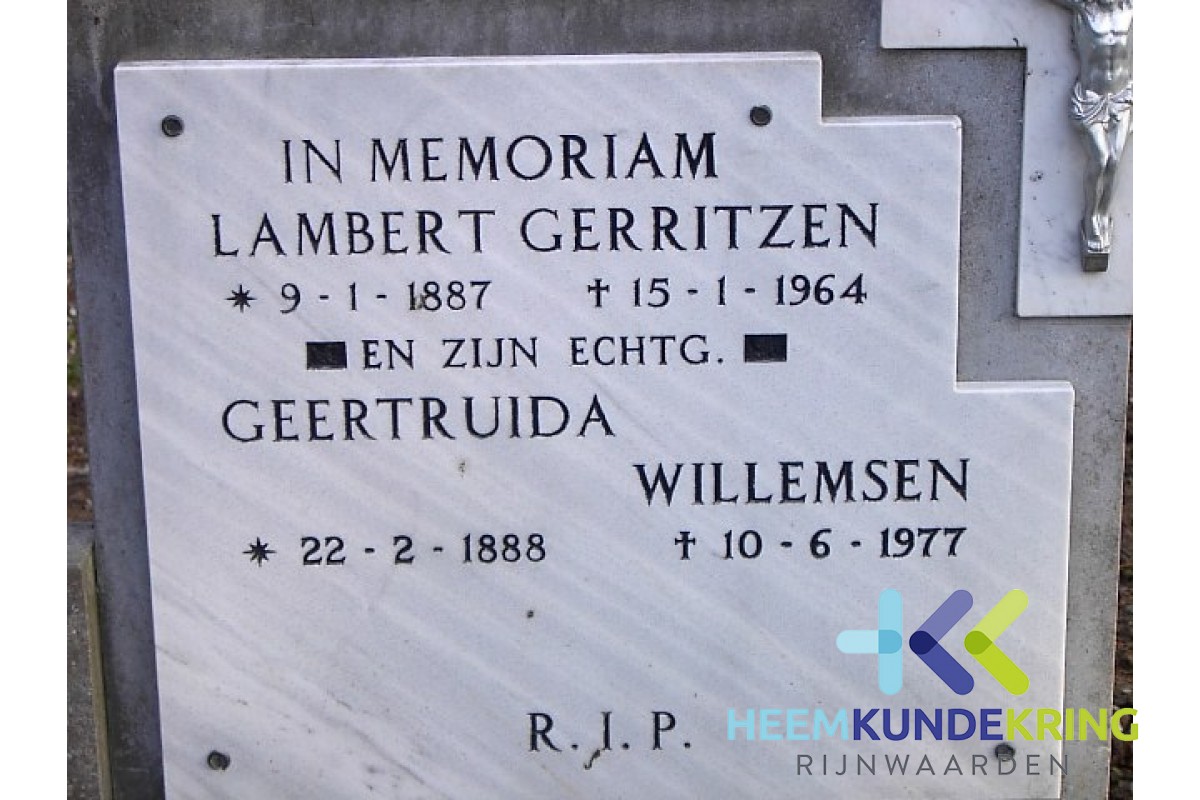 IN MEMORIAM
LAMBERT GERRITZEN
✴ 9 - 1 - 1887 † 15 - 1 - 1964
EN ZIJN ECHTG.
GEERTRUIDA
WILLEMSEN
✴ 22 - 2 - 1888 † 10 - 6 - 1977
R. I. P.
HEEMKUNDEKRING
RIJNWAARDEN